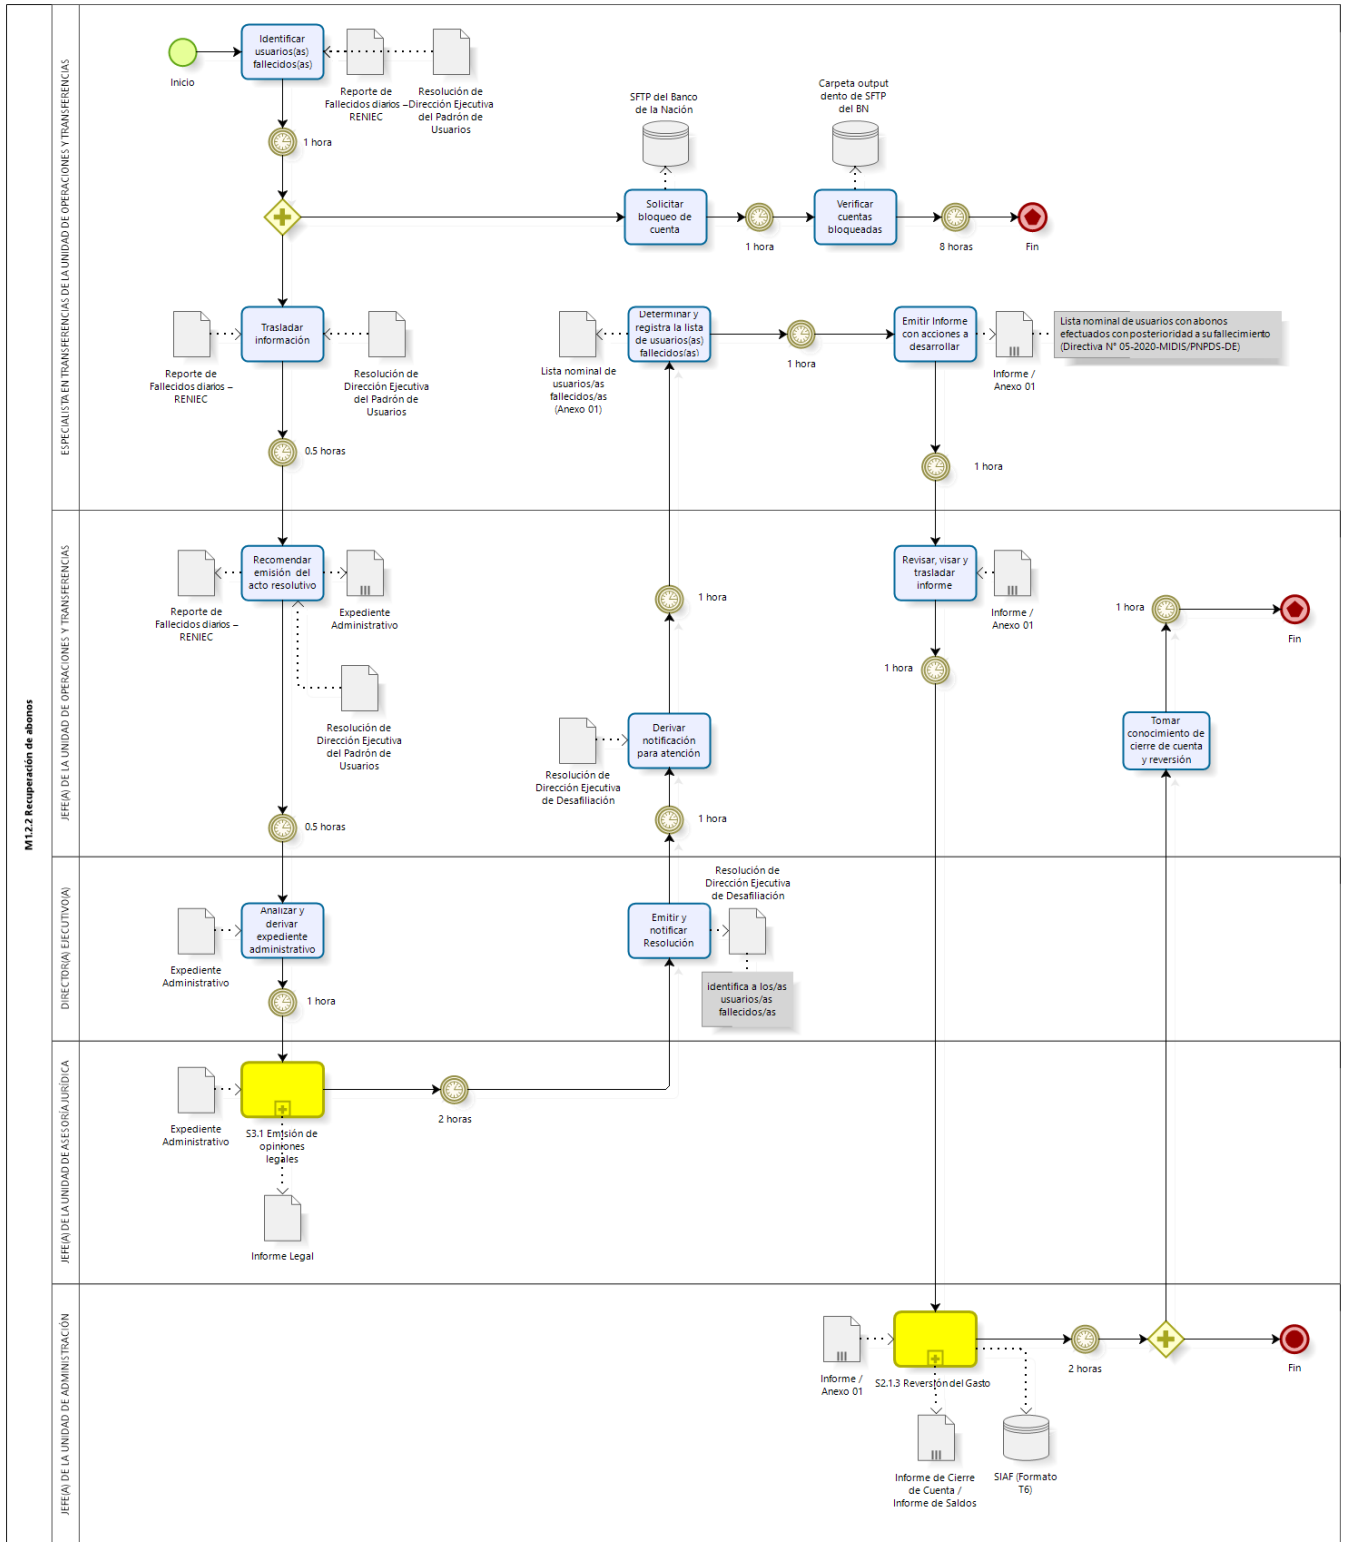 M1.2.2 Recuperación de abonos
ESPECIALISTA EN TRANSFERENCIAS DE LA UNIDAD DE OPERACIONES Y TRANSFERENCIAS
Inicio
Identificar
usuarios(as)
fallecidos(as)
Reporte de
Fallecidos diarios –
RENIEC
Resolución de
Dirección Ejecutiva
del Padrón de
Usuarios
1 hora
SFTP del Banco
de la Nación
Carpeta output
dento de SFTP
del BN
Solicitar
bloqueo de
cuenta
1 hora
Verificar
cuentas
bloqueadas
8 horas
Fin
Trasladar
información
Reporte de
Fallecidos diarios –
RENIEC
Resolución de
Dirección Ejecutiva
del Padrón de
Usuarios
0.5 horas
Determinar y
registra la lista
de usuarios(as)
fallecidos/as)
Lista nominal de
usuarios/as
fallecidos/as
(Anexo 01)
1 hora
Emitir Informe
con acciones a
desarrollar
Informe /
Anexo 01
Lista nominal de usuarios con abonos
efectuados con posterioridad a su fallecimiento
(Directiva N° 05-2020-MIDIS/PNPDS-DE)
1 hora
JEFE(A) DE LA UNIDAD DE OPERACIONES Y TRANSFERENCIAS
Recomendar
emisión del
acto resolutivo
Reporte de
Fallecidos diarios –
RENIEC
Expediente
Administrativo
Resolución de
Dirección Ejecutiva
del Padrón de
Usuarios
0.5 horas
1 hora
Derivar
notificación
para atención
Resolución de
Dirección Ejecutiva
de Desafiliación
1 hora
Revisar, visar y
trasladar
informe
Informe /
Anexo 01
1 hora
1 hora
Fin
Tomar
conocimiento de
cierre de cuenta
y reversión
DIRECTOR(A) EJECUTIVO(A)
Analizar y
derivar
expediente
administrativo
Expediente
Administrativo
1 hora
Emitir y
notificar
Resolución
Resolución de
Dirección Ejecutiva
de Desafiliación
identifica a los/as
usuarios/as
fallecidos/as
JEFE(A) DE LA UNIDAD DE ASESORÍA JURÍDICA
Expediente
Administrativo
S3.1 Emisión de
opiniones
legales
2 horas
Informe Legal
JEFE(A) DE LA UNIDAD DE ADMINISTRACIÓN
Informe /
Anexo 01
S2.1.3 Reversión del Gasto
2 horas
Fin
Informe de Cierre
de Cuenta /
Informe de Saldos
SIAF (Formato
T6)